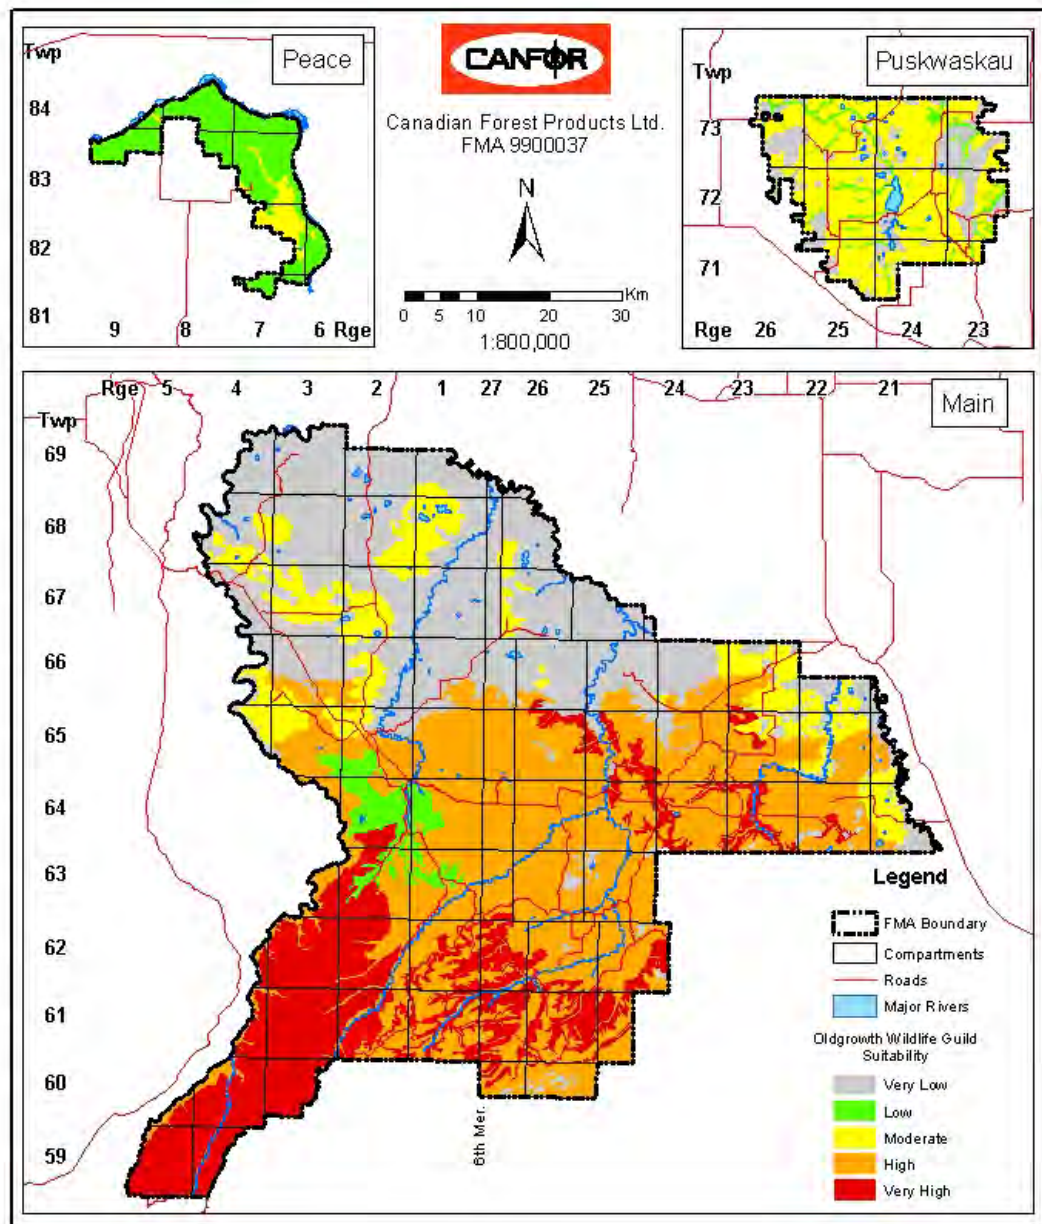 Peace
Twp
84
83
82
81
9 8 7 6 Rge
CANFOR
Canadian Forest Products Ltd.
FMA 9900037
N
Km
0 5 10 20 30
1:800,000
Puskwaskau
Twp
73
72
71
Rge 26 25 24 23
Main
Rge 5 4 3 2 1 27 26 25 24 23 22 21
Twp
69
68
67
66
65
64
63
62
61
60
59
6th Mer.
Legend
FMA Boundary
Compartments
Roads
Major Rivers
Oldgrowth Wildlife Guild
Suitability
Very Low
Low
Moderate
High
Very High